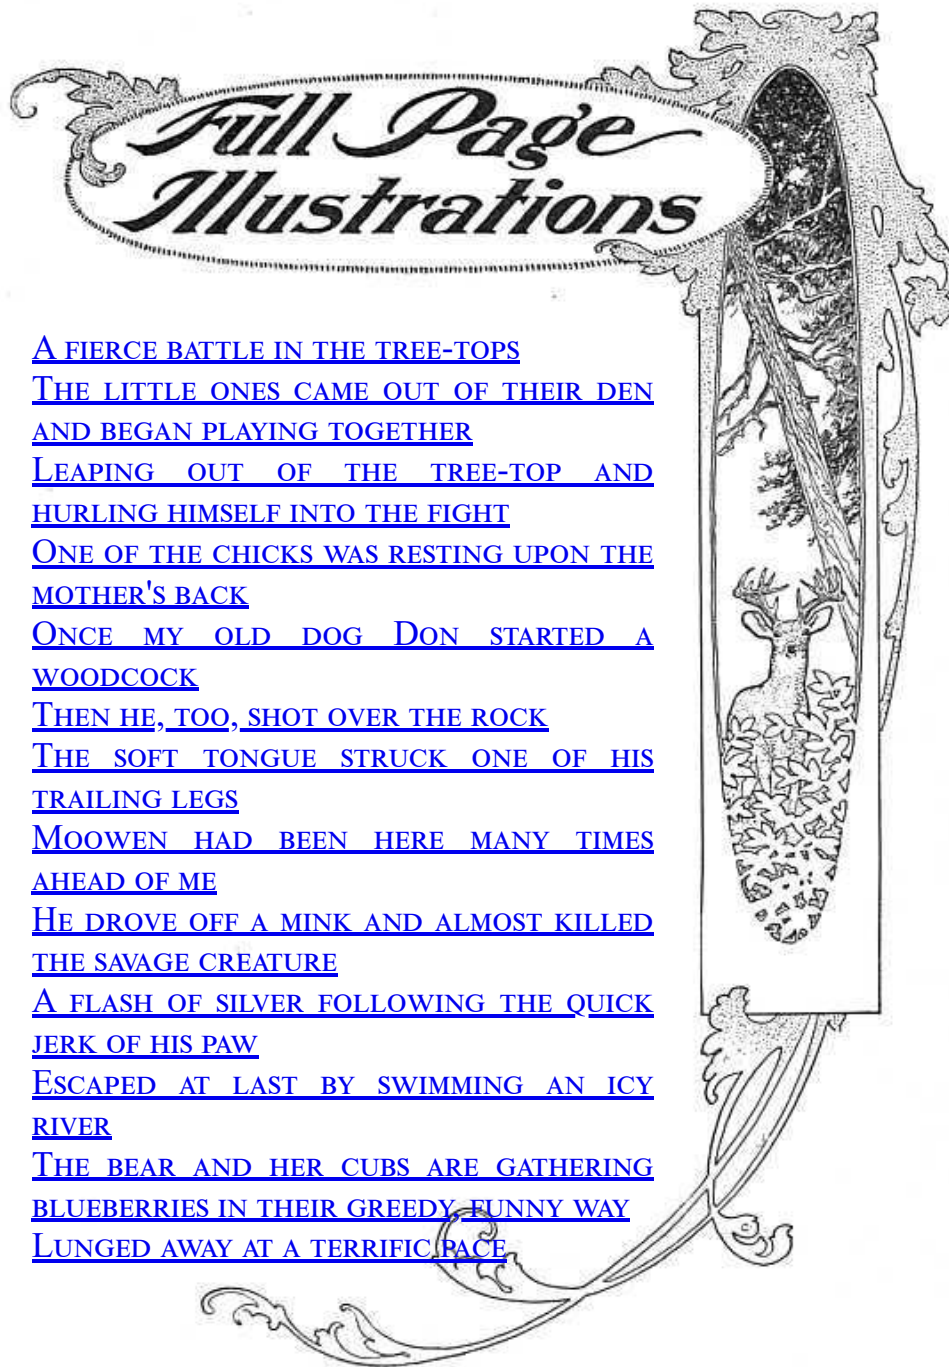 Full Page
Illustrations
A FIERCE BATTLE IN THE TREE-TOPS
THE LITTLE ONES CAME OUT OF THEIR DEN
AND BEGAN PLAYING TOGETHER
LEAPING OUT OF THE TREE-TOP AND
HURLING HIMSELF INTO THE FIGHT
ONE OF THE CHICKS WAS RESTING UPON THE
MOTHER'S BACK
ONCE MY OLD DOG DON STARTED A
WOODCOCK
THEN HE, TOO, SHOT OVER THE ROCK
THE SOFT TONGUE STRUCK ONE OF HIS
TRAILING LEGS
MOOWEN HAD BEEN HERE MANY TIMES
AHEAD OF ME
HE DROVE OFF A MINK AND ALMOST KILLED
THE SAVAGE CREATURE
A FLASH OF SILVER FOLLOWING THE QUICK
JERK OF HIS PAW
ESCAPED AT LAST BY SWIMMING AN ICY
RIVER
THE BEAR AND HER CUBS ARE GATHERING
BLUEBERRIES IN THEIR GREEDY, FUNNY WAY
LUNGED AWAY AT A TERRIFIC PACE